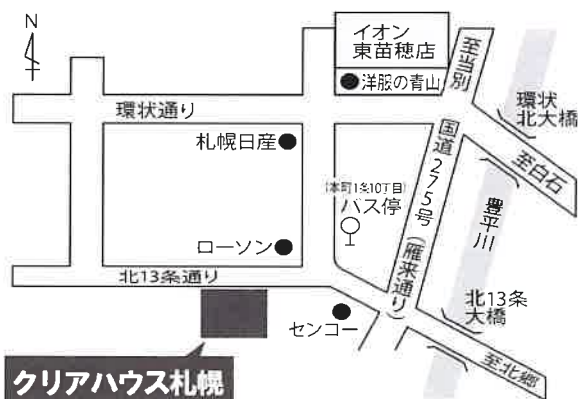 N
イオン
東苗穂店
●洋服の青山
至当別
環状
北大橋
環状通り
札幌日産●
国道275号(雁来通り)
至白石
(本町1条10丁目)
バス停
豊平川
ローソン●
北13条通り
北13条
大橋
センコー
至北郷
クリアハウス札幌